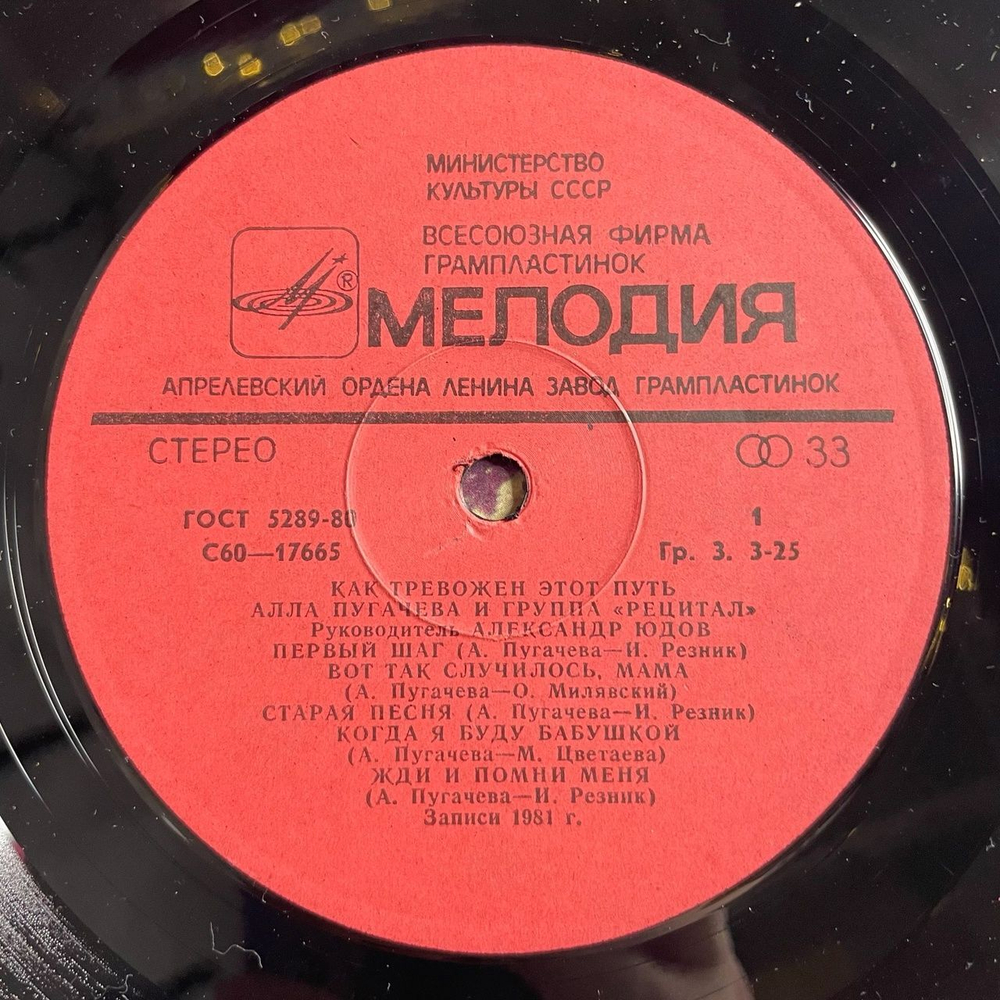 МИНИСТЕРСТВО
КУЛЬТУРЫ СССР
ВСЕСОЮЗНАЯ ФИРМА
ГРАМПЛАСТИНОК
®
МЕЛОДИЯ
АПРЕЛЕВСКИЙ ОРДЕНА ЛЕНИНА ЗАВОД ГРАМПЛАСТИНОК
СТЕРЕО 33
ГОСТ 5289-80 1
С60—17665 Гр. 3. 3-25
КАК ТРЕВОЖЕН ЭТОТ ПУТЬ
АЛЛА ПУГАЧЕВА И ГРУППА «РЕЦИТАЛ»
Руководитель АЛЕКСАНДР ЮДОВ
ПЕРВЫЙ ШАГ (А. Пугачева—И. Резник)
ВОТ ТАК СЛУЧИЛОСЬ, МАМА
(А. Пугачева—О. Милявский)
СТАРАЯ ПЕСНЯ (А. Пугачева—И. Резник)
КОГДА Я БУДУ БАБУШКОЙ
(А. Пугачева—М. Цветаева)
ЖДИ И ПОМНИ МЕНЯ
(А. Пугачева—И. Резник)
Записи 1981 г.